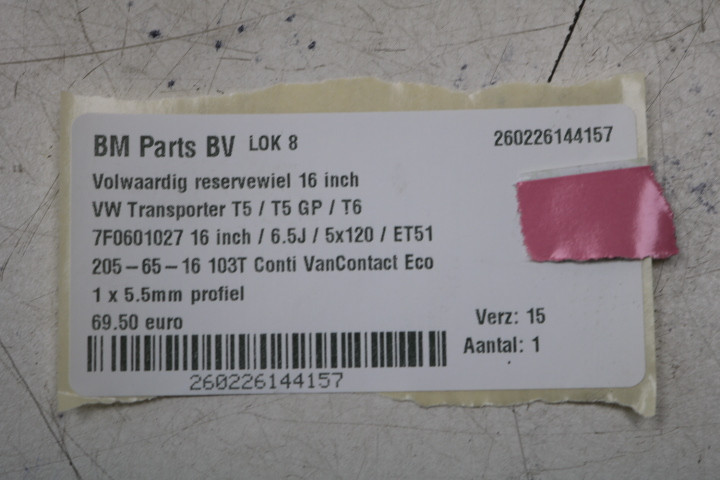 BM Parts BV LOK 8 260226144157
Volwaardig reservewiel 16 inch
VW Transporter T5 / T5 GP / T6
7F0601027 16 inch / 6.5J / 5x120 / ET51
205-65-16 103T Conti VanContact Eco
1 x 5.5mm profiel
69.50 euro Verz: 15
Aantal: 1
260226144157